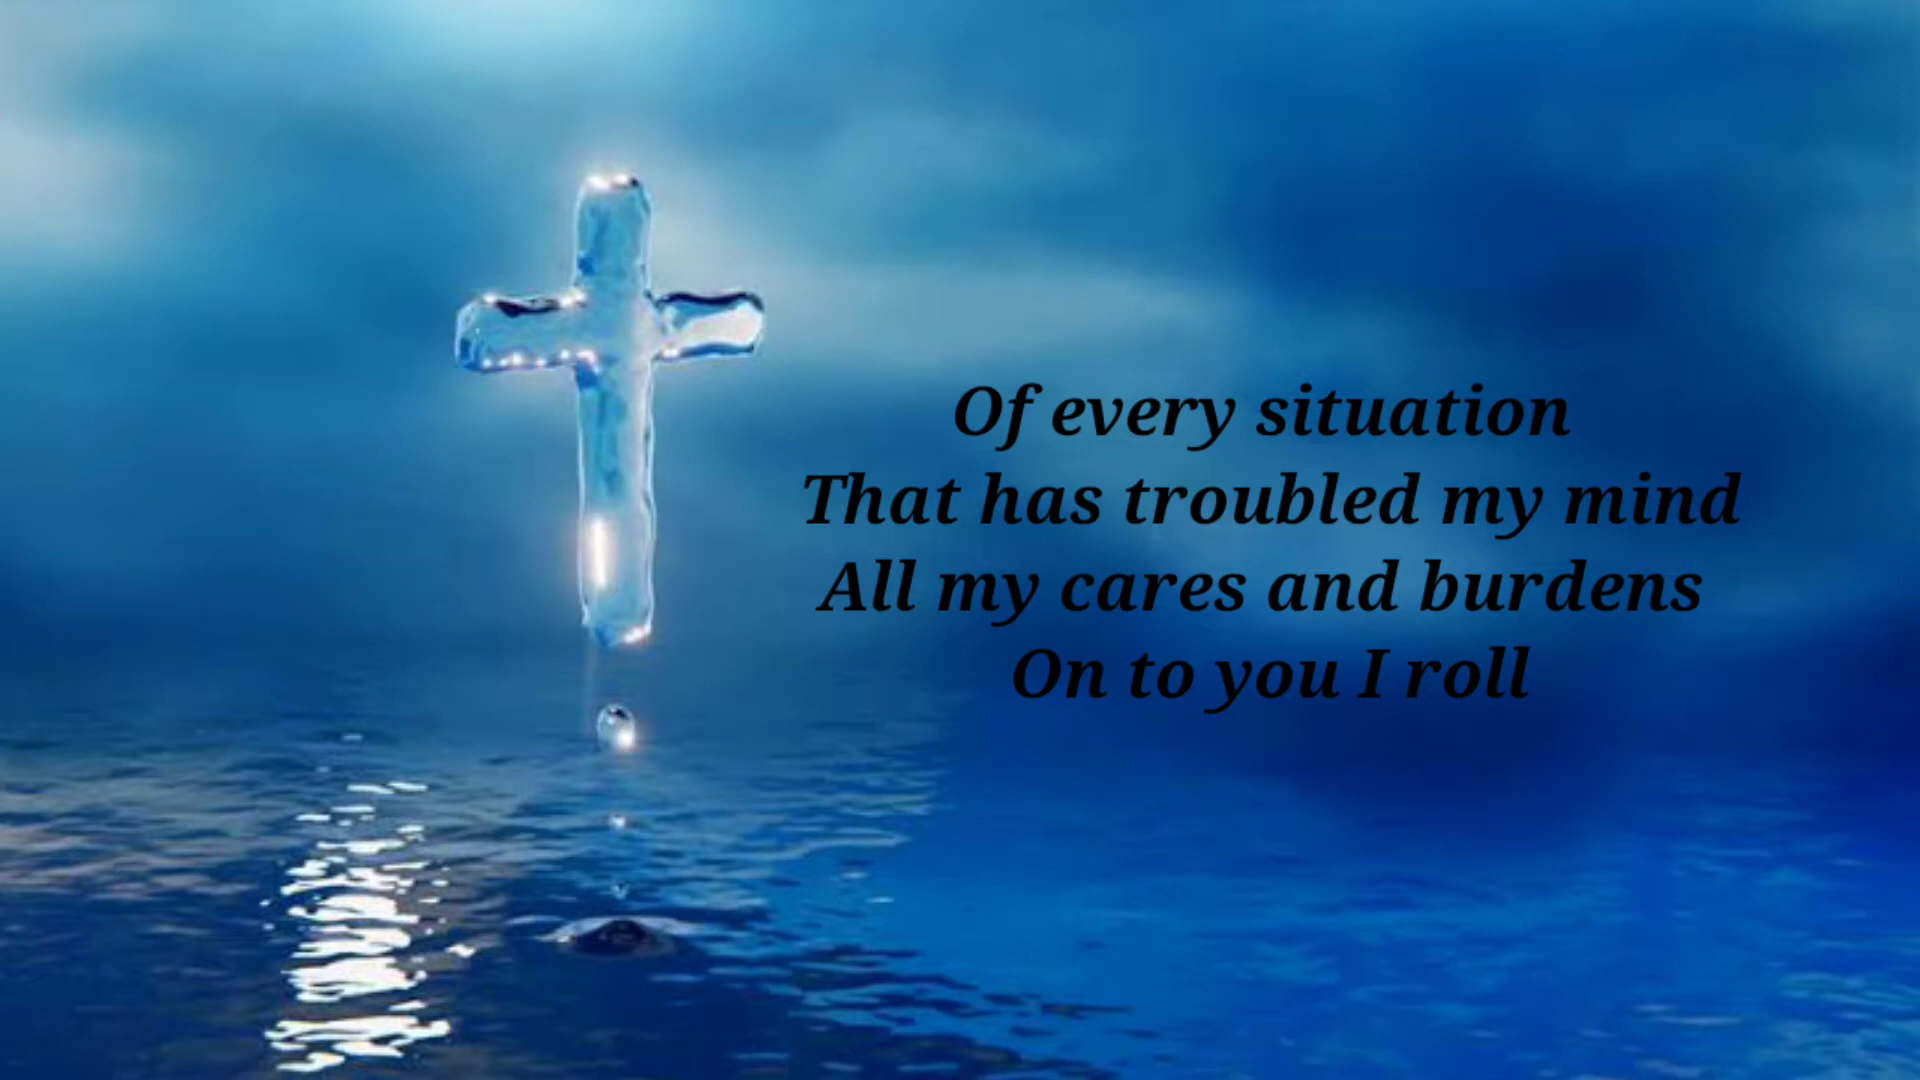 Of every situation
That has troubled my mind
All my cares and burdens
On to you I roll